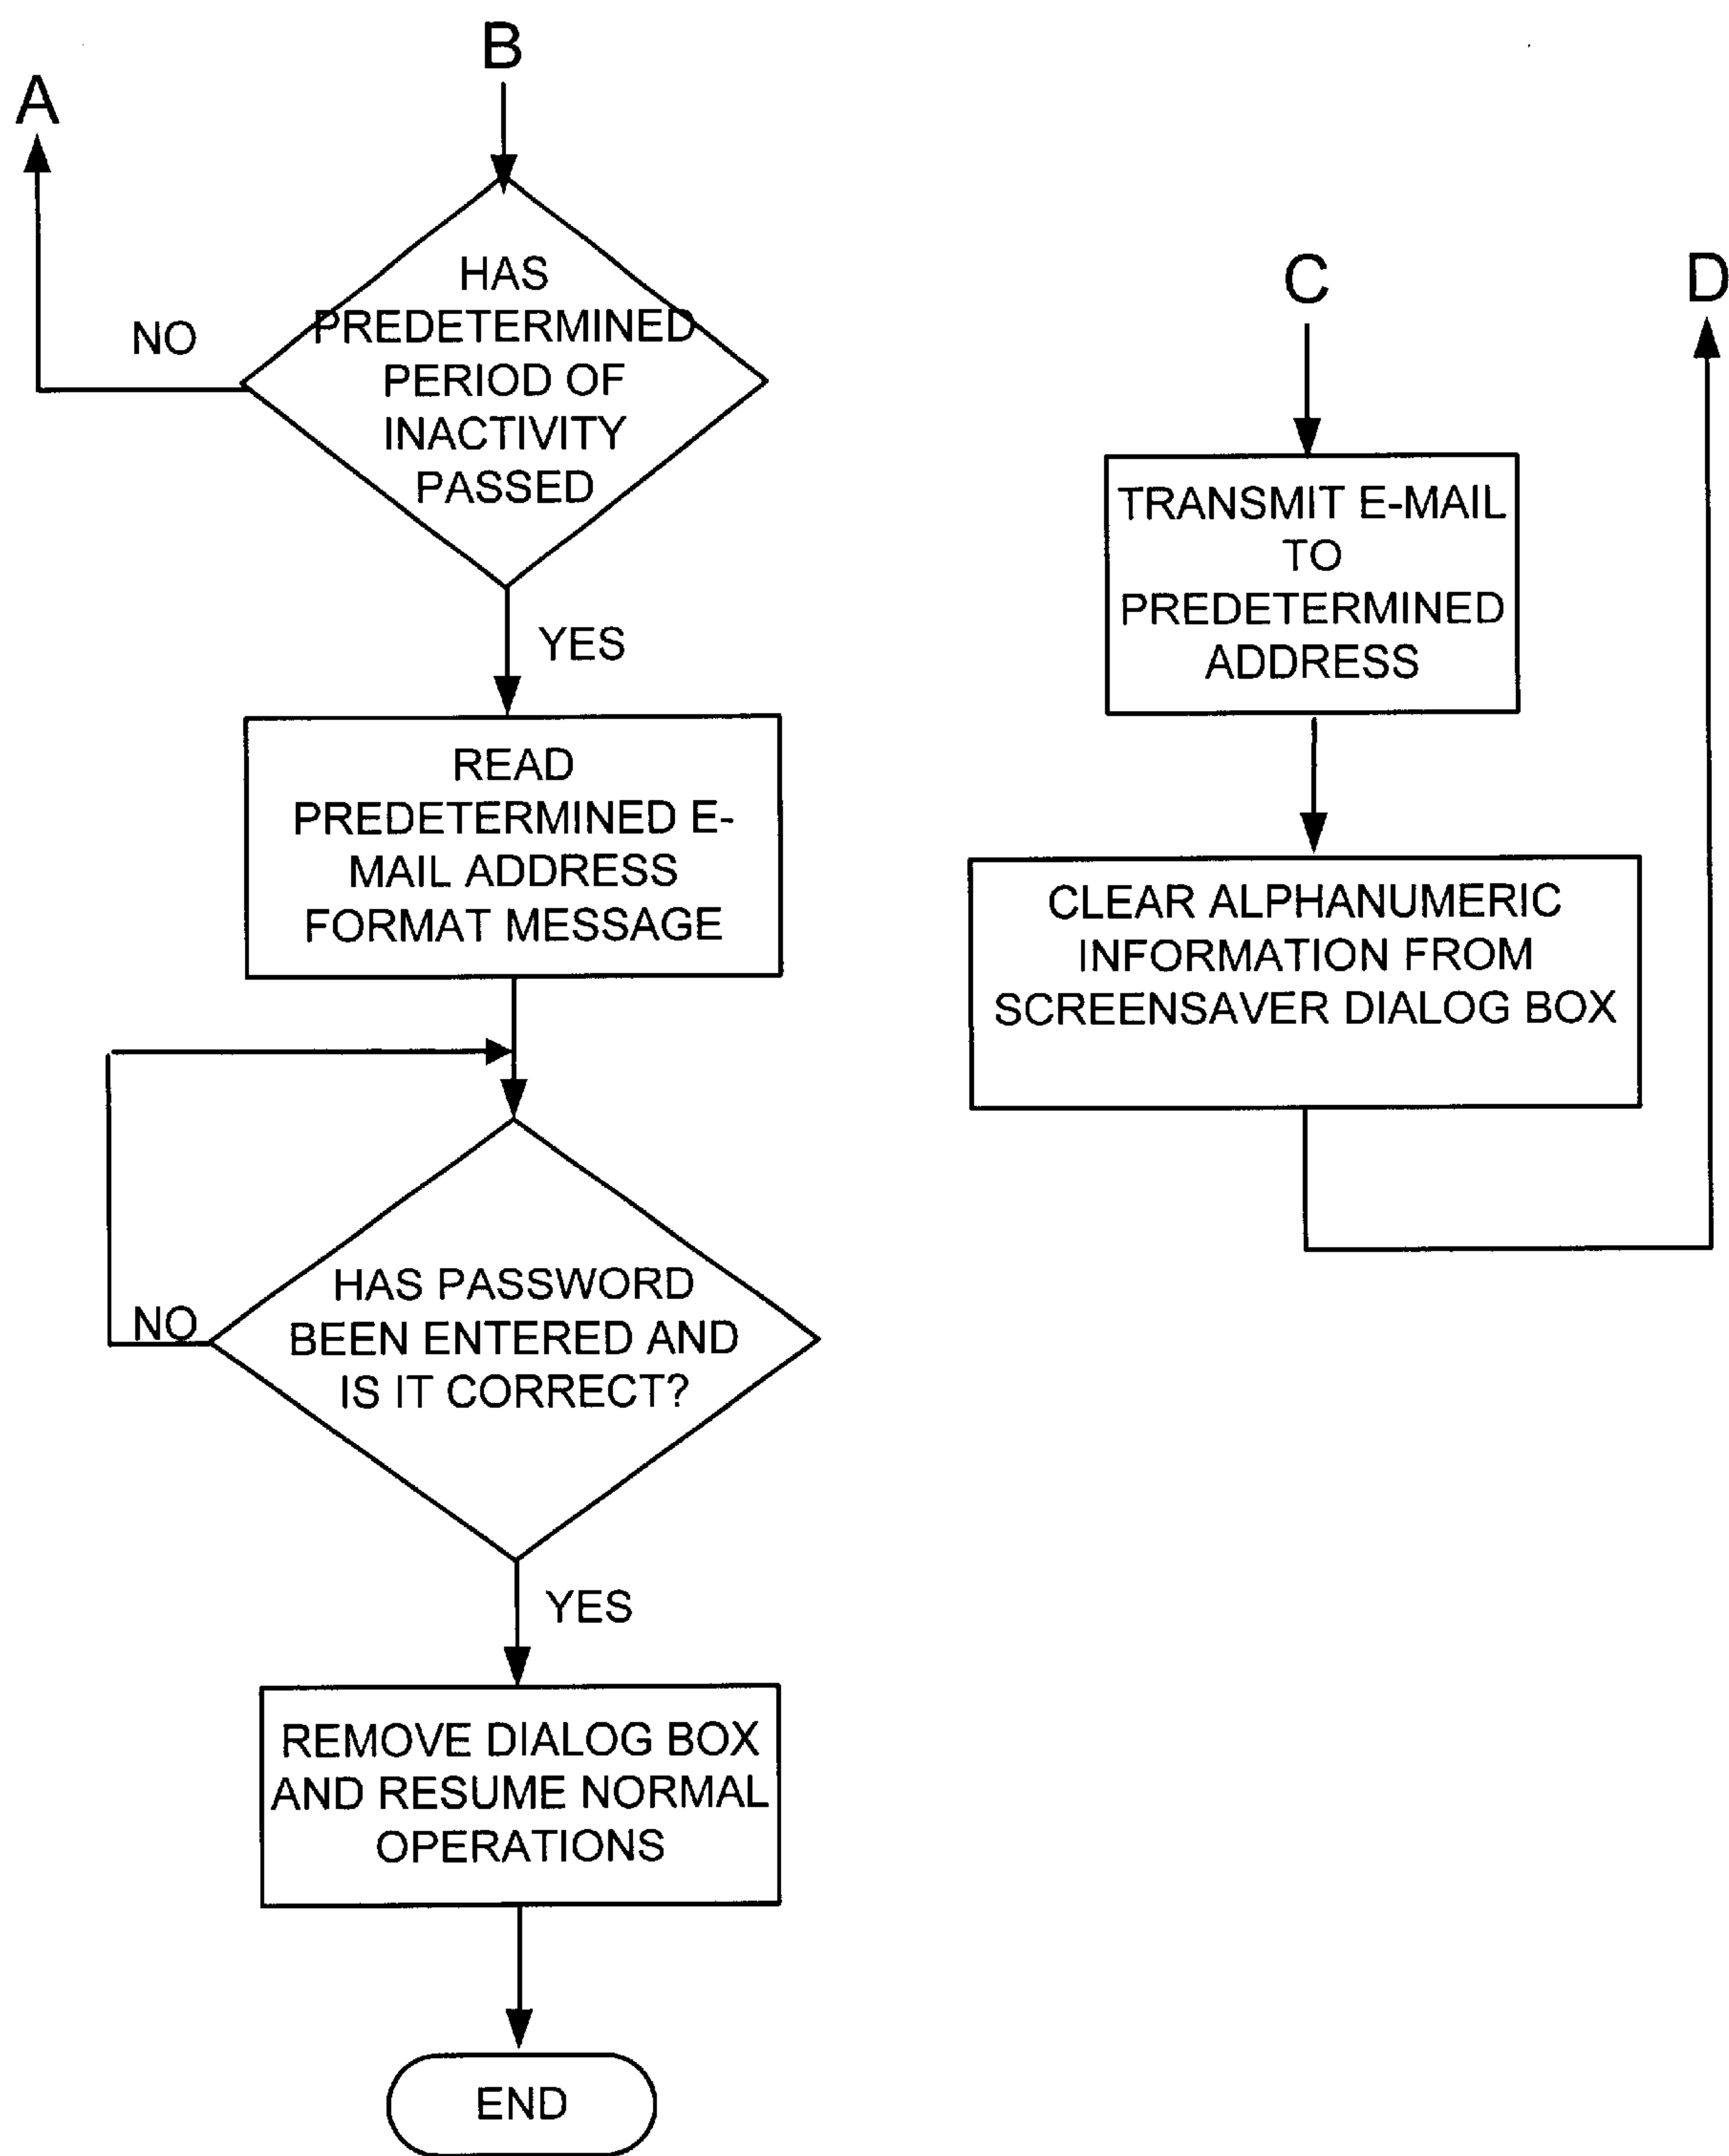 A
B
HAS
PREDETERMINED
PERIOD OF
INACTIVITY
PASSED
NO
YES
READ
PREDETERMINED E-
MAIL ADDRESS
FORMAT MESSAGE
HAS PASSWORD
BEEN ENTERED AND
IS IT CORRECT?
NO
YES
REMOVE DIALOG BOX
AND RESUME NORMAL
OPERATIONS
END
C
TRANSMIT E-MAIL
TO
PREDETERMINED
ADDRESS
CLEAR ALPHANUMERIC
INFORMATION FROM
SCREENSAVER DIALOG BOX
D